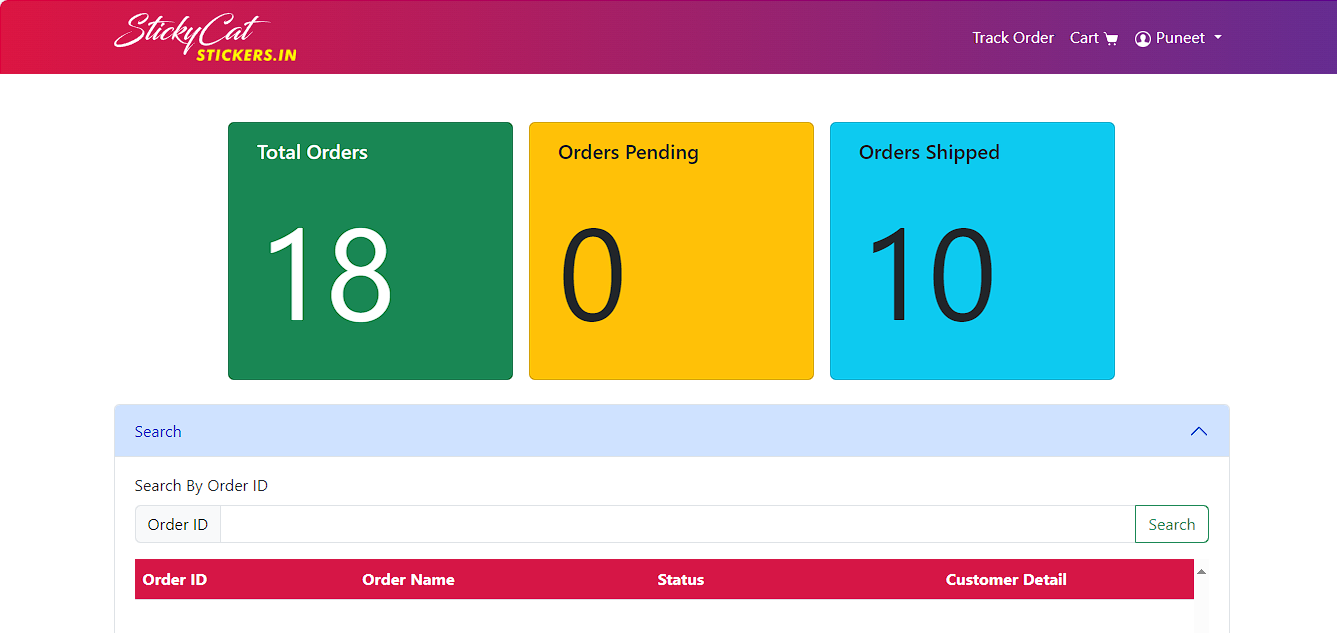 StickyCat
STICKERS.IN
Track Order Cart Puneet
Total Orders
18
Orders Pending
0
Orders Shipped
10
Search
Search By Order ID
Order ID Search
Order ID Order Name Status Customer Detail